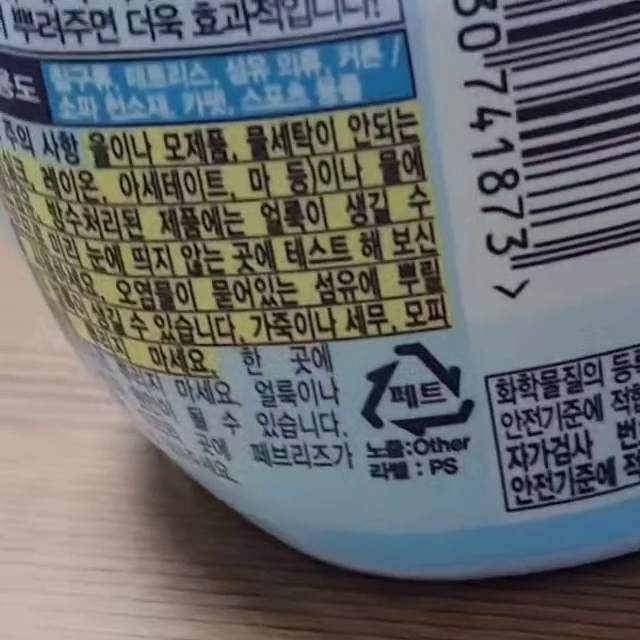 뿌려주면 더욱 효과적입니다!
용도
침구류, 매트리스, 섬유 의류, 커튼 /
소파 천소재, 카펫, 스포츠 용품
주의 사항 울이나 모제품, 물세탁이 안되는
레이온, 아세테이트, 마 등)이나 물에
방수처리된 제품에는 얼룩이 생길 수
미리 눈에 띄지 않는 곳에 테스트 해 보신
오염물이 묻어있는 섬유에 뿌릴
생길 수 있습니다. 가죽이나 세무, 모피
마세요. 한 곳에
마세요. 얼룩이나
될 수 있습니다.
곳에 페브리즈가
페트
노즐:Other
라벨 : PS
30741873 >
화학물질의 등록
안전기준에 적합
자가검사 번
안전기준에